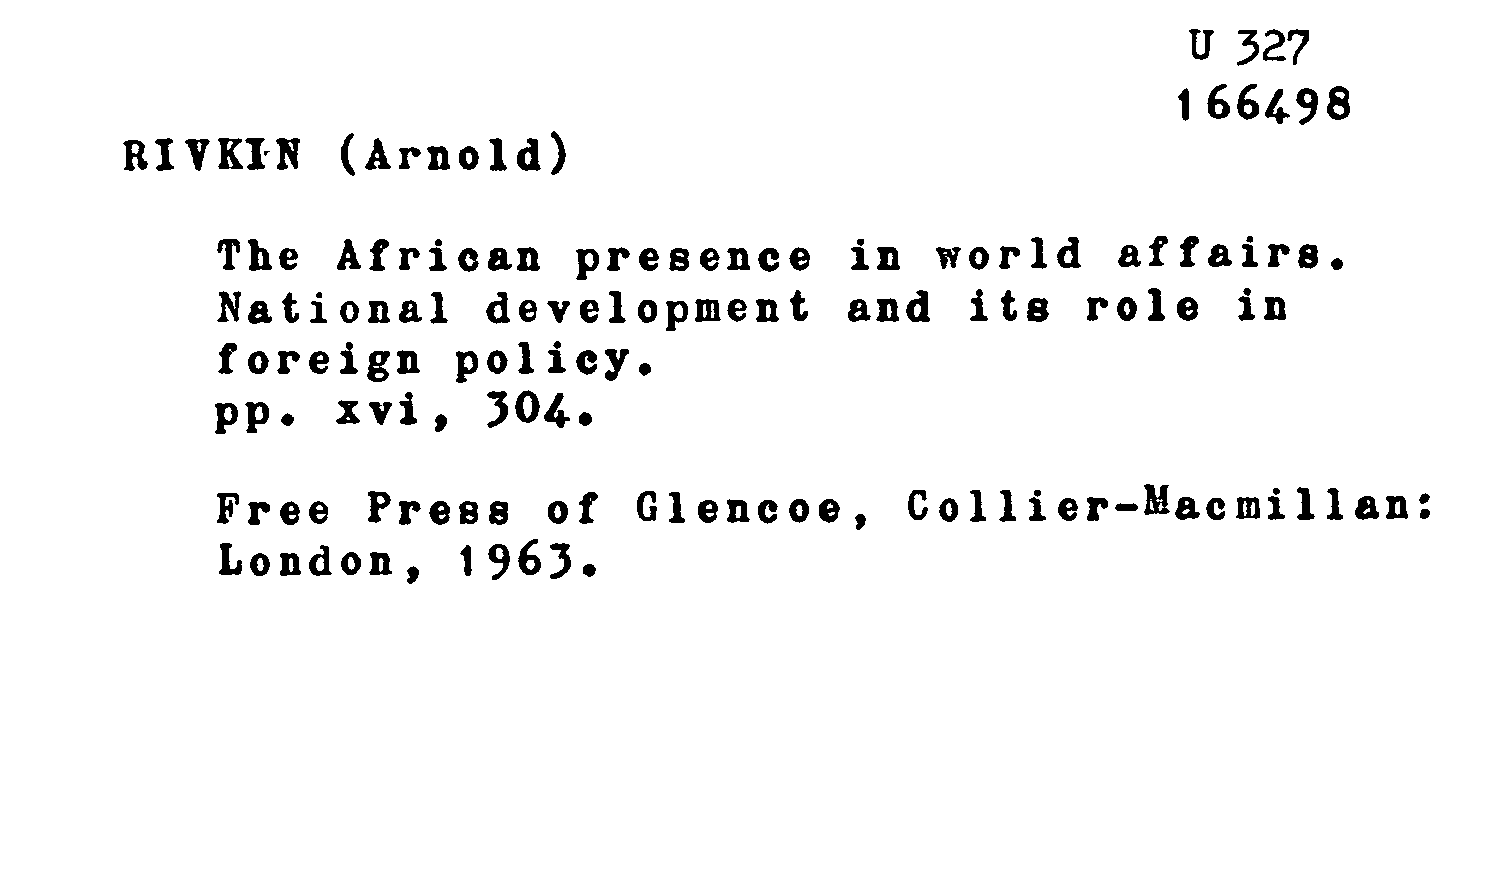 U 327
166498
RIVKIN (Arnold)
The African presence in world affairs.
National development and its role in
foreign policy.
pp. xvi, 304.
Free Press of Glencoe, Collier-Macmillan:
London, 1963.